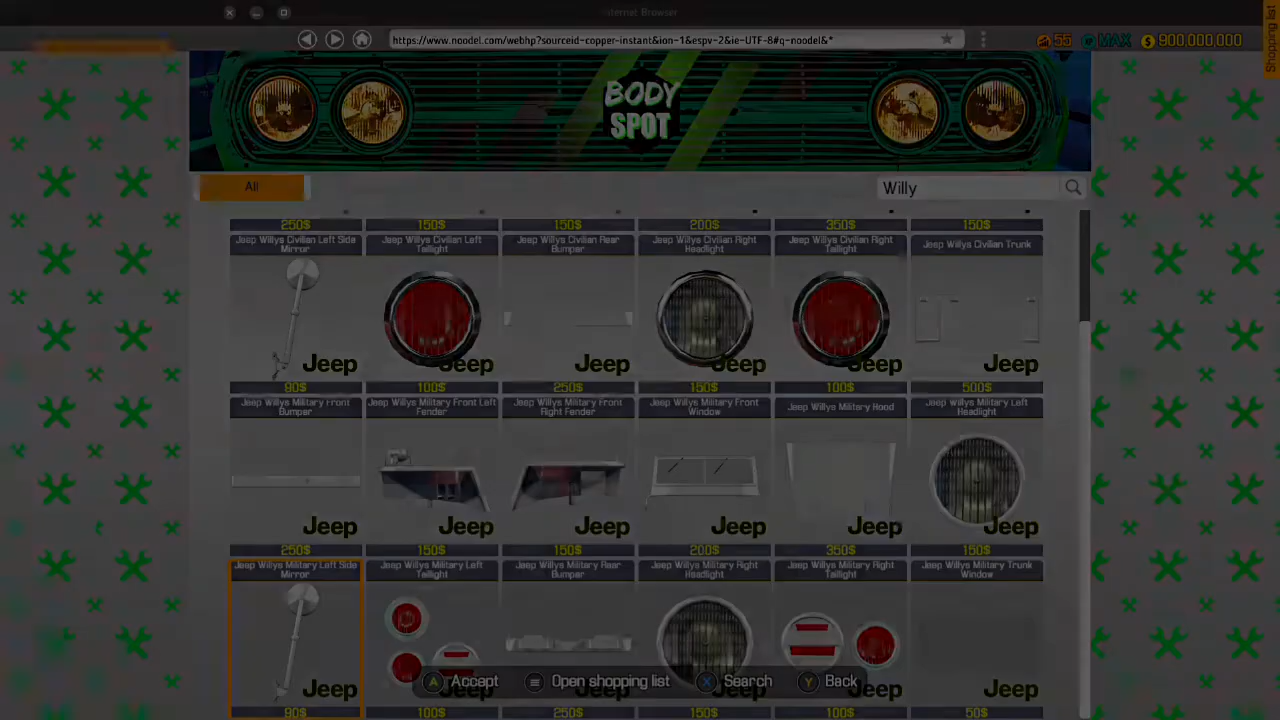 Internet Browser
Shopping list
https://www.noodel.com/webhp?sourceid-copper-instant&ion-1&espv-2&ie-UTF-8#q-noodel&*
55
MAX
$ 900,000,000
BODY
SPOT
All
Willy
250$ 150$ 150$ 200$ 350$ 150$
Jeep Willys Civilian Left Side
Mirror
Jeep Willys Civilian Left
Taillight
Jeep Willys Civilian Rear
Bumper
Jeep Willys Civilian Right
Headlight
Jeep Willys Civilian Right
Taillight
Jeep Willys Civilian Trunk
Jeep Jeep Jeep Jeep Jeep Jeep
90$ 100$ 250$ 150$ 100$ 500$
Jeep Willys Military Front
Bumper
Jeep Willys Military Front Left
Fender
Jeep Willys Military Front
Right Fender
Jeep Willys Military Front
Window
Jeep Willys Military Hood
Jeep Willys Military Left
Headlight
Jeep Jeep Jeep Jeep Jeep Jeep
250$ 150$ 150$ 200$ 350$ 150$
Jeep Willys Military Left Side
Mirror
Jeep Willys Military Left
Taillight
Jeep Willys Military Rear
Bumper
Jeep Willys Military Right
Headlight
Jeep Willys Military Right
Taillight
Jeep Willys Military Trunk
Window
Jeep Jeep Jeep Jeep Jeep Jeep
A Accept Open shopping list X Search Y Back
90$ 100$ 250$ 150$ 100$ 50$